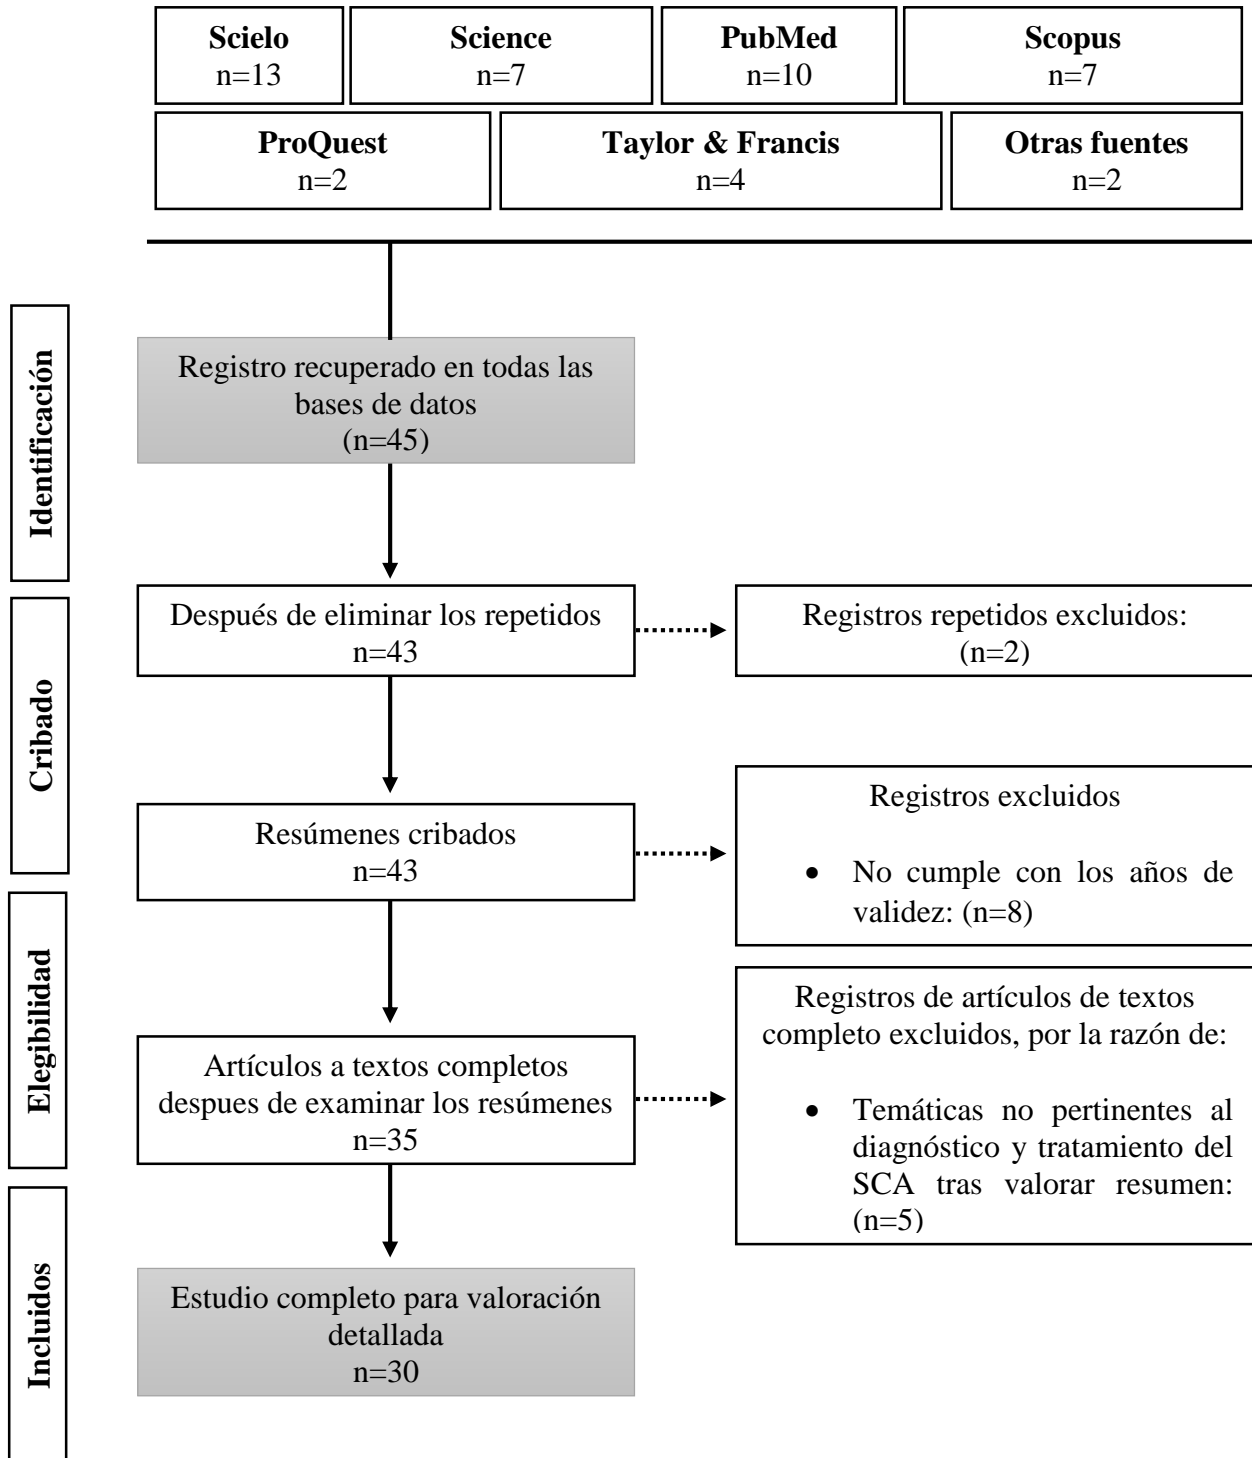 Scielo
n=13
Science
n=7
PubMed
n=10
Scopus
n=7
ProQuest
n=2
Taylor & Francis
n=4
Otras fuentes
n=2
Identificación
Registro recuperado en todas las
bases de datos
(n=45)
Cribado
Después de eliminar los repetidos
n=43
Registros repetidos excluidos:
(n=2)
Resúmenes cribados
n=43
Registros excluidos
• No cumple con los años de
validez: (n=8)
Elegibilidad
Artículos a textos completos
despues de examinar los resúmenes
n=35
Registros de artículos de textos
completo excluidos, por la razón de:
• Temáticas no pertinentes al
diagnóstico y tratamiento del
SCA tras valorar resumen:
(n=5)
Incluidos
Estudio completo para valoración
detallada
n=30